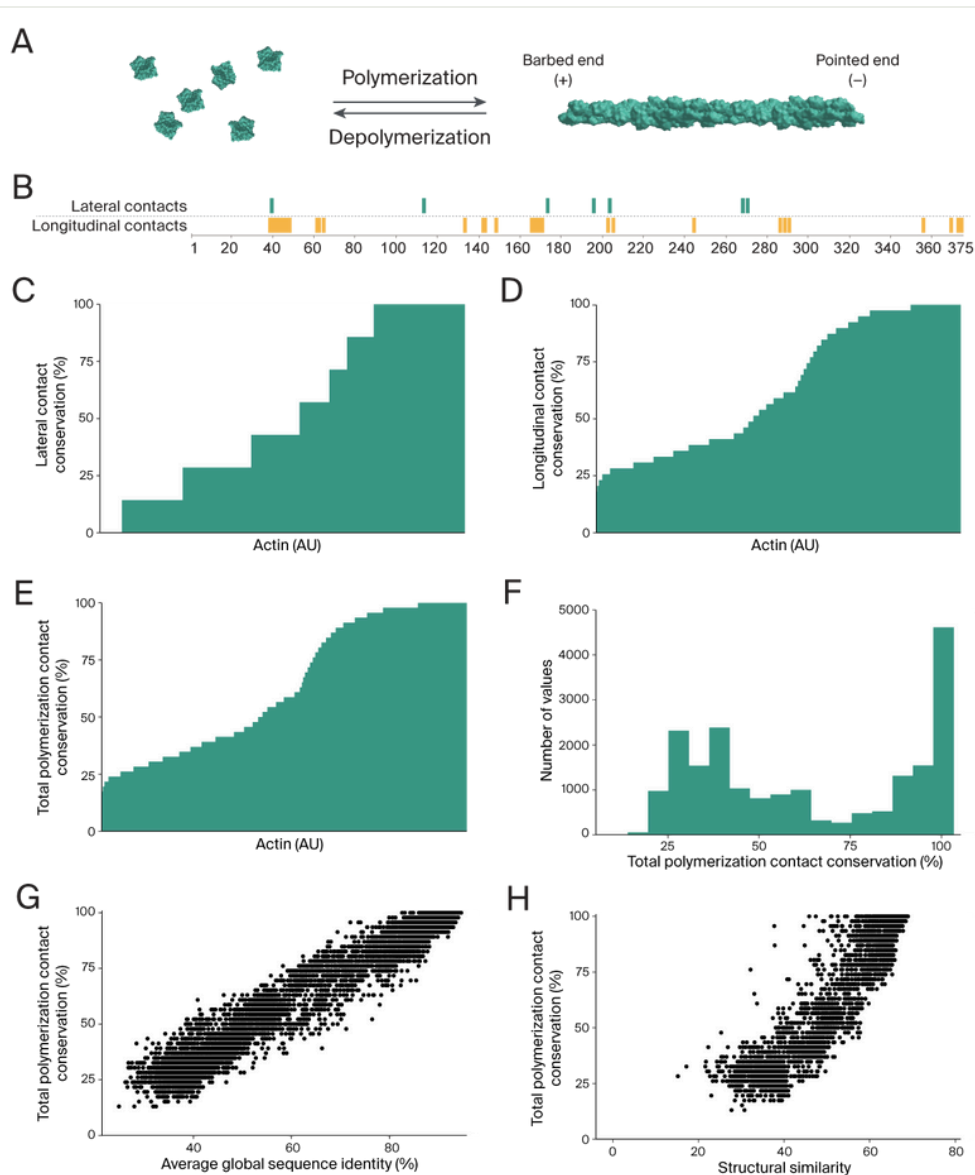 A
Polymerization
Depolymerization
Barbed end
(+)
Pointed end
(−)
B
Lateral contacts
Longitudinal contacts
1 20 40 60 80 100 120 140 160 180 200 220 240 260 280 300 320 340 360 375
C
Lateral contact
conservation (%)
100
75
50
25
0
Actin (AU)
D
Longitudinal contact
conservation (%)
100
75
50
25
0
Actin (AU)
E
Total polymerization contact
conservation (%)
100
75
50
25
0
Actin (AU)
F
Number of values
5000
4000
3000
2000
1000
0
25 50 75 100
Total polymerization contact conservation (%)
G
Total polymerization contact
conservation (%)
100
75
50
25
0
40 60 80
Average global sequence identity (%)
H
Total polymerization contact
conservation (%)
100
75
50
25
0
0 20 40 60 80
Structural similarity